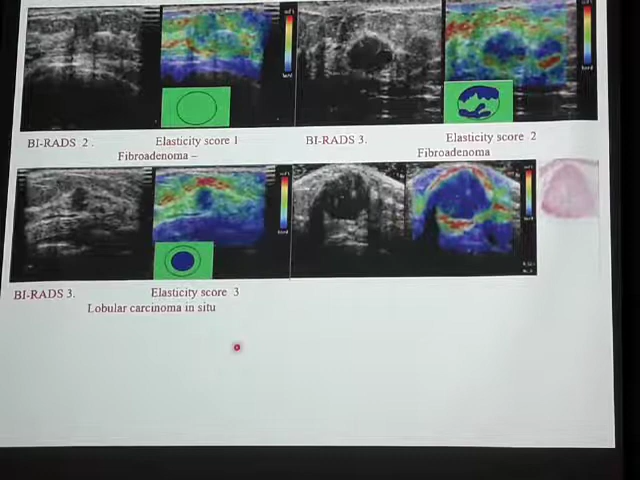 BI-RADS 2 . Elasticity score 1 BI-RADS 3. Elasticity score 2
Fibroadenoma – Fibroadenoma
BI-RADS 3. Elasticity score 3
Lobular carcinoma in situ